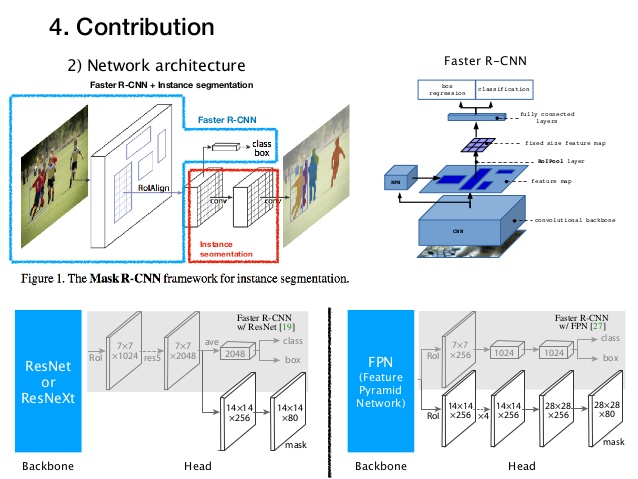 4. Contribution
2) Network architecture
Faster R-CNN + Instance segmentation
Faster R-CNN
class
box
RoIAlign
conv
conv
Instance
segmentation
Figure 1. The Mask R-CNN framework for instance segmentation.
Faster R-CNN
box
regression
classification
fully connected
layers
fixed size feature map
RoIPool layer
RPN
feature map
convolutional backbone
CNN
ResNet
or
ResNeXt
Backbone
Faster R-CNN
w/ ResNet [19]
RoI
7×7
×1024
res5
7×7
×2048
ave
2048
class
box
14×14
×256
14×14
×80
mask
Head
FPN
(Feature
Pyramid
Network)
Backbone
Faster R-CNN
w/ FPN [27]
RoI
7×7
×256
1024
1024
class
box
RoI
14×14
×256
×4
14×14
×256
28×28
×256
28×28
×80
mask
Head